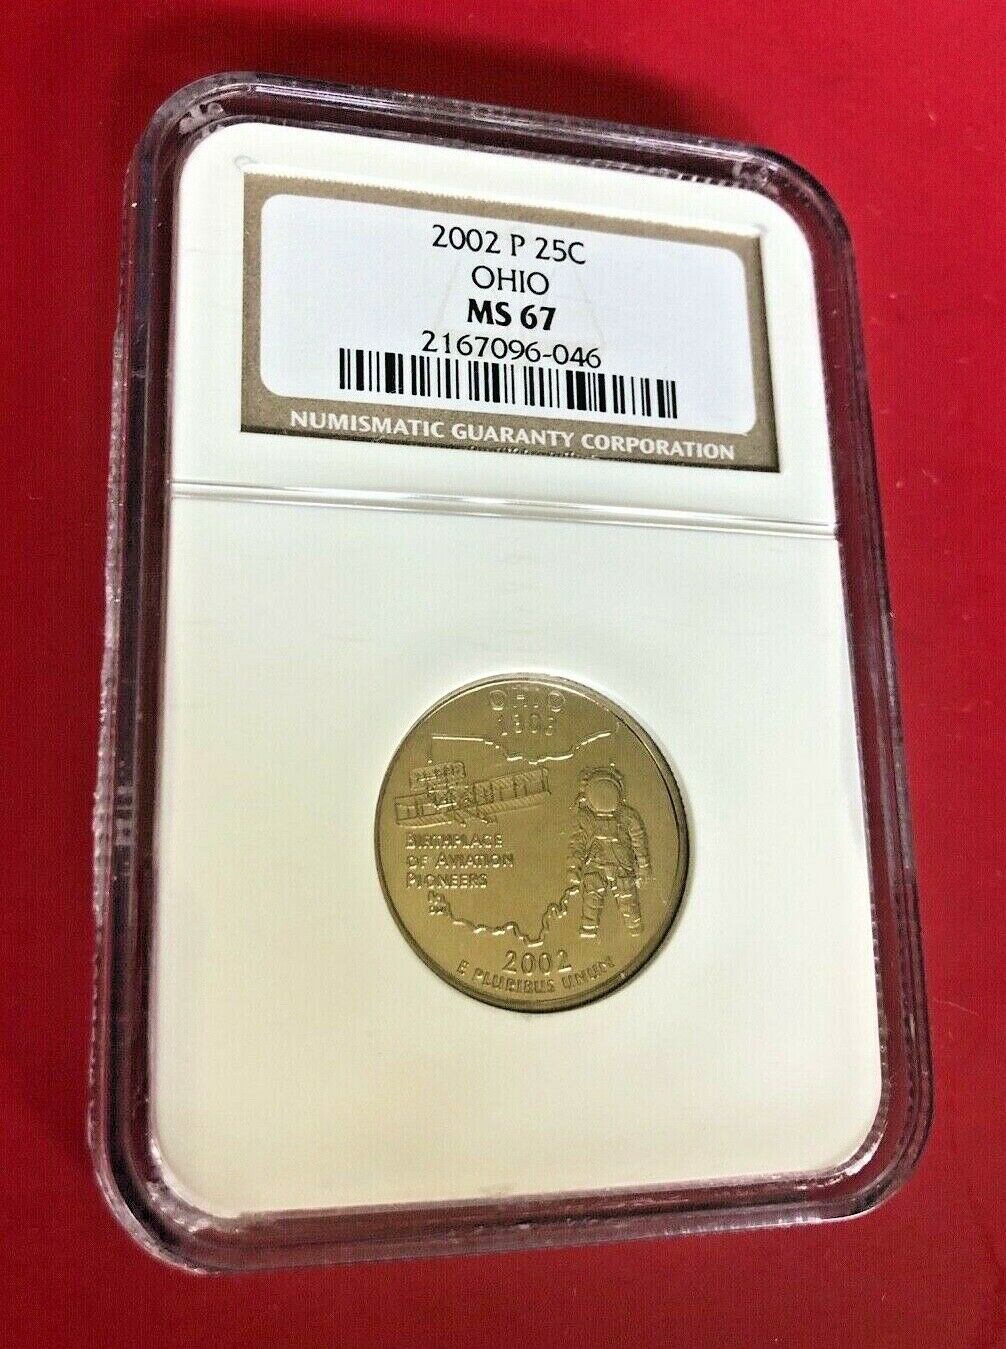 2002 P 25C
OHIO
MS 67
2167096-046
NUMISMATIC GUARANTY CORPORATION
OHIO
1803
BIRTHPLACE
OF AVIATION
PIONEERS
2002
E PLURIBUS UNUM